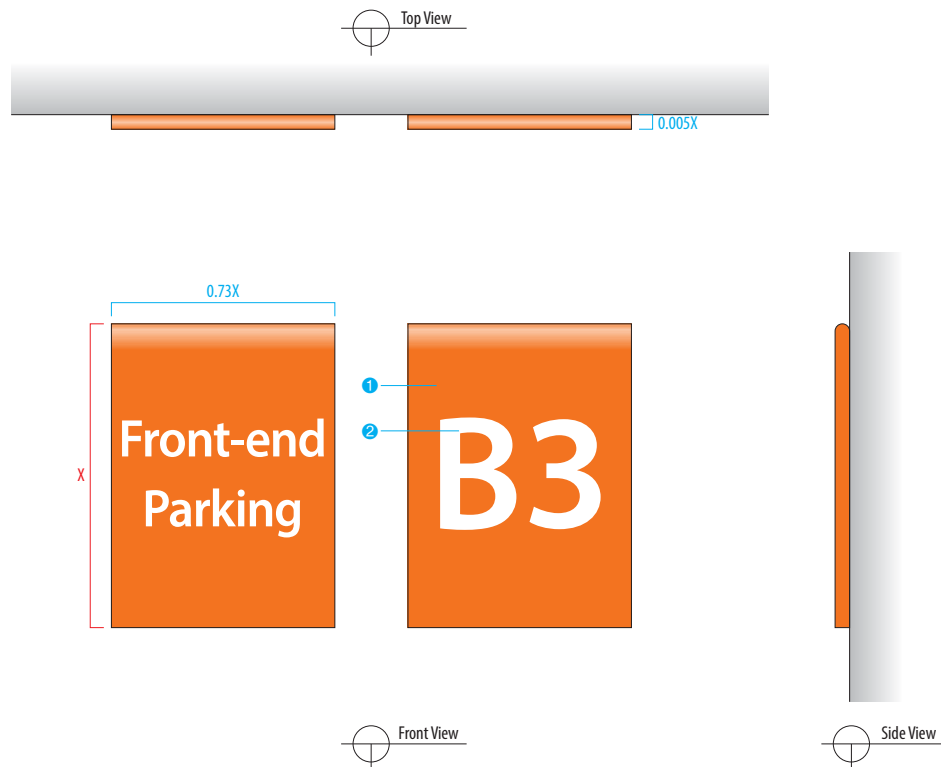 Top View
0.005X
0.73X
X
Front-end
Parking
1
2
B3
Front View
Side View